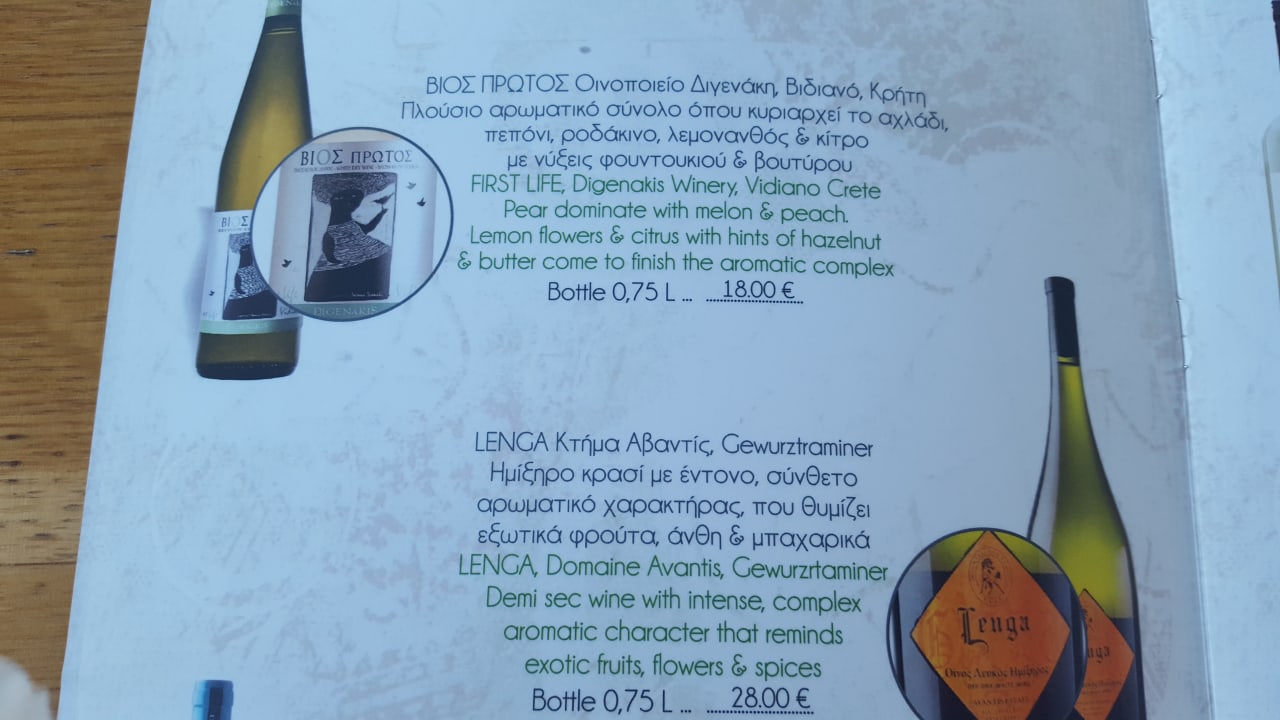 ΒΙΟΣ ΠΡΩΤΟΣ Οινοποιείο Διγενάκη, Βιδιανό, Κρήτη
Πλούσιο αρωματικό σύνολο όπου κυριαρχεί το αχλάδι,
πεπόνι, ροδάκινο, λεμονανθός & κίτρο
με νύξεις φουντουκιού & βουτύρου
FIRST LIFE, Digenakis Winery, Vidiano Crete
Pear dominate with melon & peach.
Lemon flowers & citrus with hints of hazelnut
& butter come to finish the aromatic complex
Bottle 0,75 L ... 18.00 €
ΒΙΟΣ ΠΡΩΤΟΣ
DIGENAKIS
LENGA Κτήμα Αβαντίς, Gewurztraminer
Ημίξηρο κρασί με έντονο, σύνθετο
αρωματικό χαρακτήρας, που θυμίζει
εξωτικά φρούτα, άνθη & μπαχαρικά
LENGA, Domaine Avantis, Gewurzrtaminer
Demi sec wine with intense, complex
aromatic character that reminds
exotic fruits, flowers & spices
Bottle 0,75 L ... 28.00 €
Lenga
Οίνος Λευκός Ημίξηρος